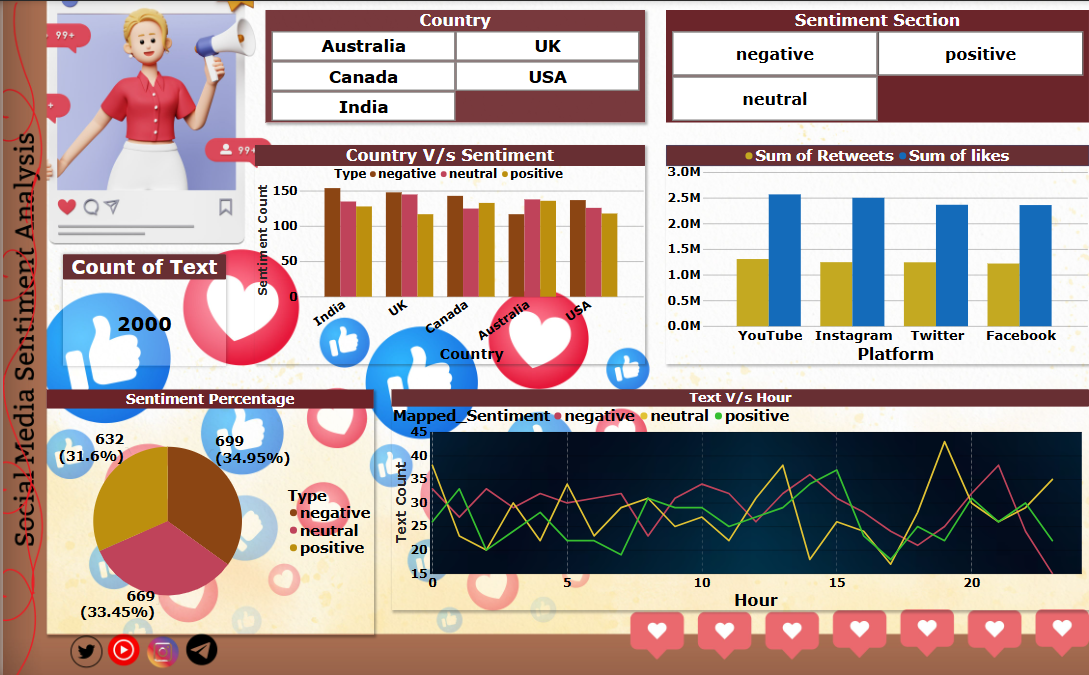 Social Media Sentiment Analysis
99+
99+
Country
Australia
UK
Canada
USA
India
Sentiment Section
negative
positive
neutral
Country V/s Sentiment
Type negative neutral positive
Sentiment Count
150
100
50
0
India
UK
Canada
Australia
USA
Country
Sum of Retweets Sum of likes
3.0M
2.5M
2.0M
1.5M
1.0M
0.5M
0.0M
YouTube
Instagram
Twitter
Facebook
Platform
Count of Text
2000
Sentiment Percentage
632
(31.6%)
699
(34.95%)
669
(33.45%)
Type
negative
neutral
positive
Text V/s Hour
Mapped_Sentiment negative neutral positive
Text Count
45
40
35
30
25
20
15
0
5
10
15
20
Hour